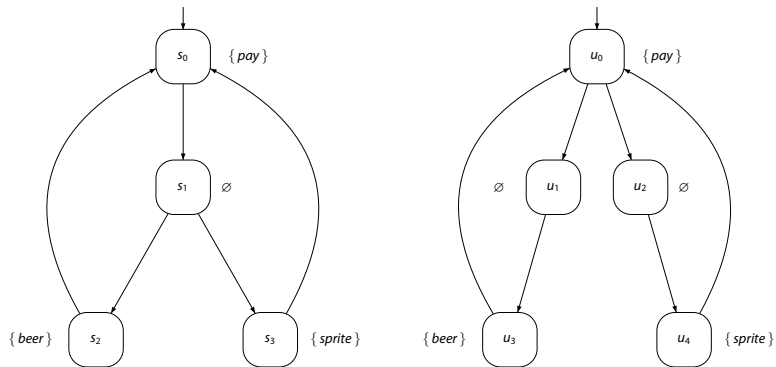 s0 { pay } u0 { pay }
s1 ∅ ∅ u1 u2 ∅
{ beer } s2 s3 { sprite } { beer } u3 u4 { sprite }